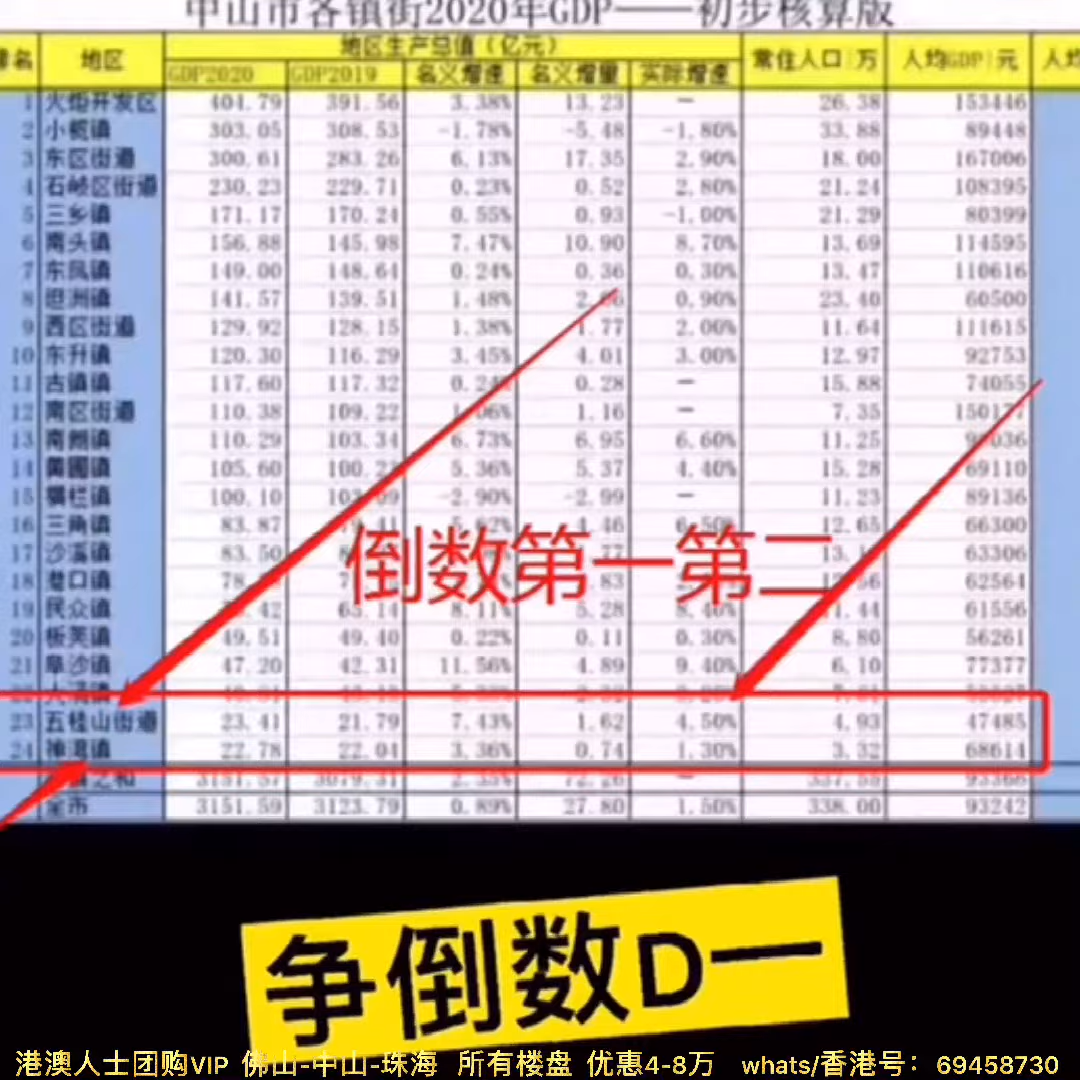 中山市各镇街2020年GDP——初步核算版
排名 地区 地区生产总值（亿元） 常住人口|万 人均GDP|元 人均
GDP2020 GDP2019 名义增速 名义增量 实际增速
1 火炬开发区 404.79 391.56 3.38% 13.23 — 26.38 153446
2 小榄镇 303.05 308.53 -1.78% -5.48 -1.80% 33.88 89448
3 东区街道 300.61 283.26 6.13% 17.35 2.90% 18.00 167006
4 石岐区街道 230.23 229.71 0.23% 0.52 2.80% 21.24 108395
5 三乡镇 171.17 170.24 0.55% 0.93 -1.00% 21.29 80399
6 南头镇 156.88 145.98 7.47% 10.90 8.70% 13.69 114595
7 东凤镇 149.00 148.64 0.24% 0.36 0.30% 13.47 110616
8 坦洲镇 141.57 139.51 1.48% 0.90% 23.40 60500
9 西区街道 129.92 128.15 1.38% 1.77 2.00% 11.64 111615
10 东升镇 120.30 116.29 3.45% 4.01 3.00% 12.97 92753
11 古镇镇 117.60 117.32 0.28 — 15.88 74055
12 南区街道 110.38 109.22 1.06% 1.16 — 7.35
13 南朗镇 110.29 103.34 6.73% 6.95 6.60% 11.25
14 黄圃镇 105.60 5.36% 5.37 4.40% 15.28 69110
15 横栏镇 100.10 -2.90% -2.99 — 11.23 89136
16 三角镇 83.87 12.65 66300
17 沙溪镇 83.50 63306
18 港口镇 62564
19 民众镇 8.11% 5.28 8.40% 61556
20 板芙镇 49.51 49.40 0.22% 0.11 0.30% 8.80 56261
21 阜沙镇 47.20 42.31 11.56% 4.89 9.40% 6.10 77377
23 五桂山街道 23.41 21.79 7.43% 1.62 4.50% 4.93 47485
24 神湾镇 22.78 22.04 3.36% 0.74 1.30% 3.32 68614
全市 3151.59 3123.79 0.89% 27.80 1.50% 338.00 93242
倒数第一第二
争倒数D一
港澳人士团购VIP 佛山-中山-珠海 所有楼盘 优惠4-8万 whats/香港号：69458730